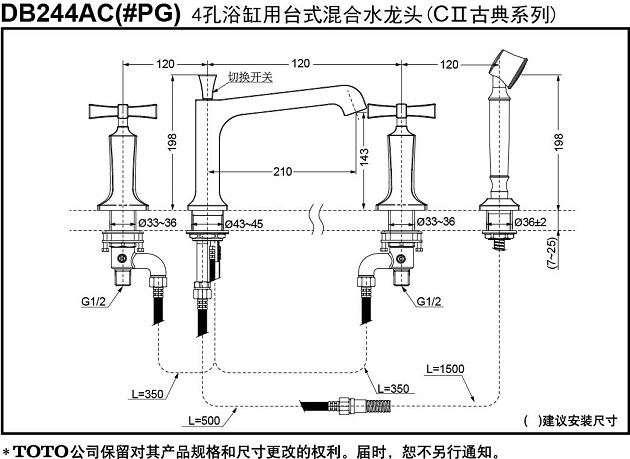 DB244AC(#PG) 4孔浴缸用台式混合水龙头(CⅡ古典系列)
120 120 120
切换开关
198 210 143 198
Ø33~36 Ø43~45 Ø33~36 Ø36±2
(7~25)
G1/2 G1/2
L=350 L=350 L=1500
L=500
( )建议安装尺寸
*TOTO公司保留对其产品规格和尺寸更改的权利。届时，恕不另行通知。